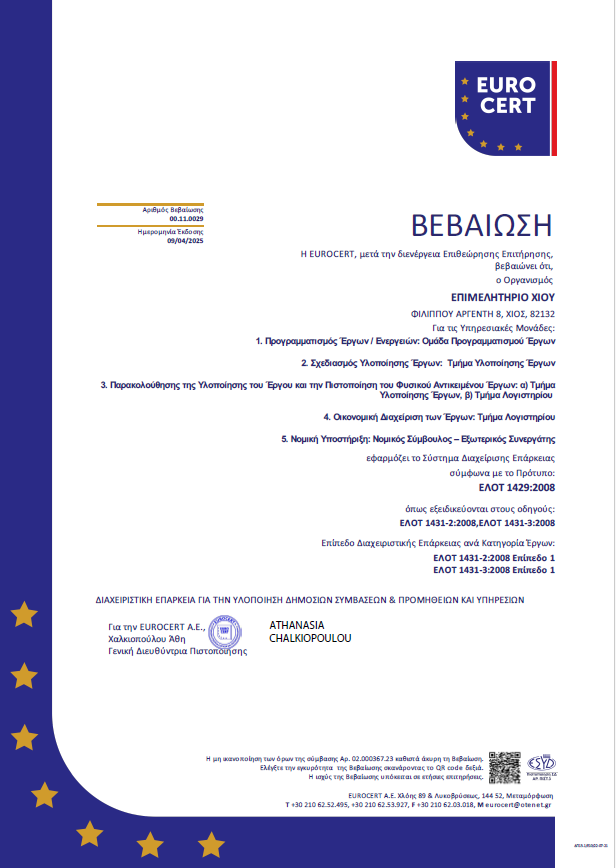 EURO
CERT
Αριθμός Βεβαίωσης
00.11.0029
Ημερομηνία Έκδοσης
09/04/2025
ΒΕΒΑΙΩΣΗ
Η EUROCERT, μετά την διενέργεια Επιθεώρησης Επιτήρησης,
βεβαιώνει ότι,
ο Οργανισμός
ΕΠΙΜΕΛΗΤΗΡΙΟ ΧΙΟΥ
ΦΙΛΙΠΠΟΥ ΑΡΓΕΝΤΗ 8, ΧΙΟΣ, 82132
Για τις Υπηρεσιακές Μονάδες:
1. Προγραμματισμός Έργων / Ενεργειών: Ομάδα Προγραμματισμού Έργων
2. Σχεδιασμός Υλοποίησης Έργων: Τμήμα Υλοποίησης Έργων
3. Παρακολούθησης της Υλοποίησης του Έργου και την Πιστοποίηση του Φυσικού Αντικειμένου Έργων: α) Τμήμα
Υλοποίησης Έργων, β) Τμήμα Λογιστηρίου
4. Οικονομική Διαχείριση των Έργων: Τμήμα Λογιστηρίου
5. Νομική Υποστήριξη: Νομικός Σύμβουλος – Εξωτερικός Συνεργάτης
εφαρμόζει το Σύστημα Διαχείρισης Επάρκειας
σύμφωνα με το Πρότυπο:
ΕΛΟΤ 1429:2008
όπως εξειδικεύονται στους οδηγούς:
ΕΛΟΤ 1431-2:2008,ΕΛΟΤ 1431-3:2008
Επίπεδο Διαχειριστικής Επάρκειας ανά Κατηγορία Έργων:
ΕΛΟΤ 1431-2:2008 Επίπεδο 1
ΕΛΟΤ 1431-3:2008 Επίπεδο 1
ΔΙΑΧΕΙΡΙΣΤΙΚΗ ΕΠΑΡΚΕΙΑ ΓΙΑ ΤΗΝ ΥΛΟΠΟΙΗΣΗ ΔΗΜΟΣΙΩΝ ΣΥΜΒΑΣΕΩΝ & ΠΡΟΜΗΘΕΙΩΝ ΚΑΙ ΥΠΗΡΕΣΙΩΝ
Για την EUROCERT Α.Ε.,
Χαλκιοπούλου Άθη
Γενική Διευθύντρια Πιστοποίησης
ATHANASIA
CHALKIOPOULOU
Η μη ικανοποίηση των όρων της σύμβασης Αρ. 02.000367.23 καθιστά άκυρη τη Βεβαίωση.
Ελέγξτε την εγκυρότητα της Βεβαίωσης σκανάροντας το QR code δεξιά.
Η ισχύς της Βεβαίωσης υπόκειται σε ετήσιες επιτηρήσεις.
ΕΣΥΔ
EUROCERT Α.Ε. Χλόης 89 & Λυκοβρύσεως, 144 52, Μεταμόρφωση
T +30 210 62.52.495, +30 210 62.53.927, F +30 210 62.03.018, M eurocert@otenet.gr